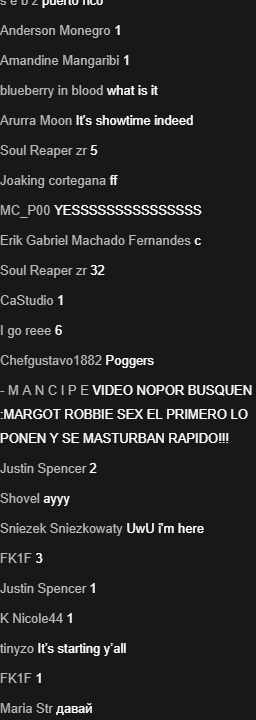 s e b z puerto rico
Anderson Monegro 1
Amandine Mangaribi 1
blueberry in blood what is it
Arurra Moon It's showtime indeed
Soul Reaper zr 5
Joaking cortegana ff
MC_P00 YESSSSSSSSSSSSSSS
Erik Gabriel Machado Fernandes c
Soul Reaper zr 32
CaStudio 1
I go reee 6
Chefgustavo1882 Poggers
- M A N C I P E VIDEO NOPOR BUSQUEN
:MARGOT ROBBIE SEX EL PRIMERO LO
PONEN Y SE MASTURBAN RAPIDO!!!
Justin Spencer 2
Shovel ayyy
Sniezek Sniezkowaty UwU i'm here
FK1F 3
Justin Spencer 1
K Nicole44 1
tinyzo It's starting y'all
FK1F 1
Maria Str давай